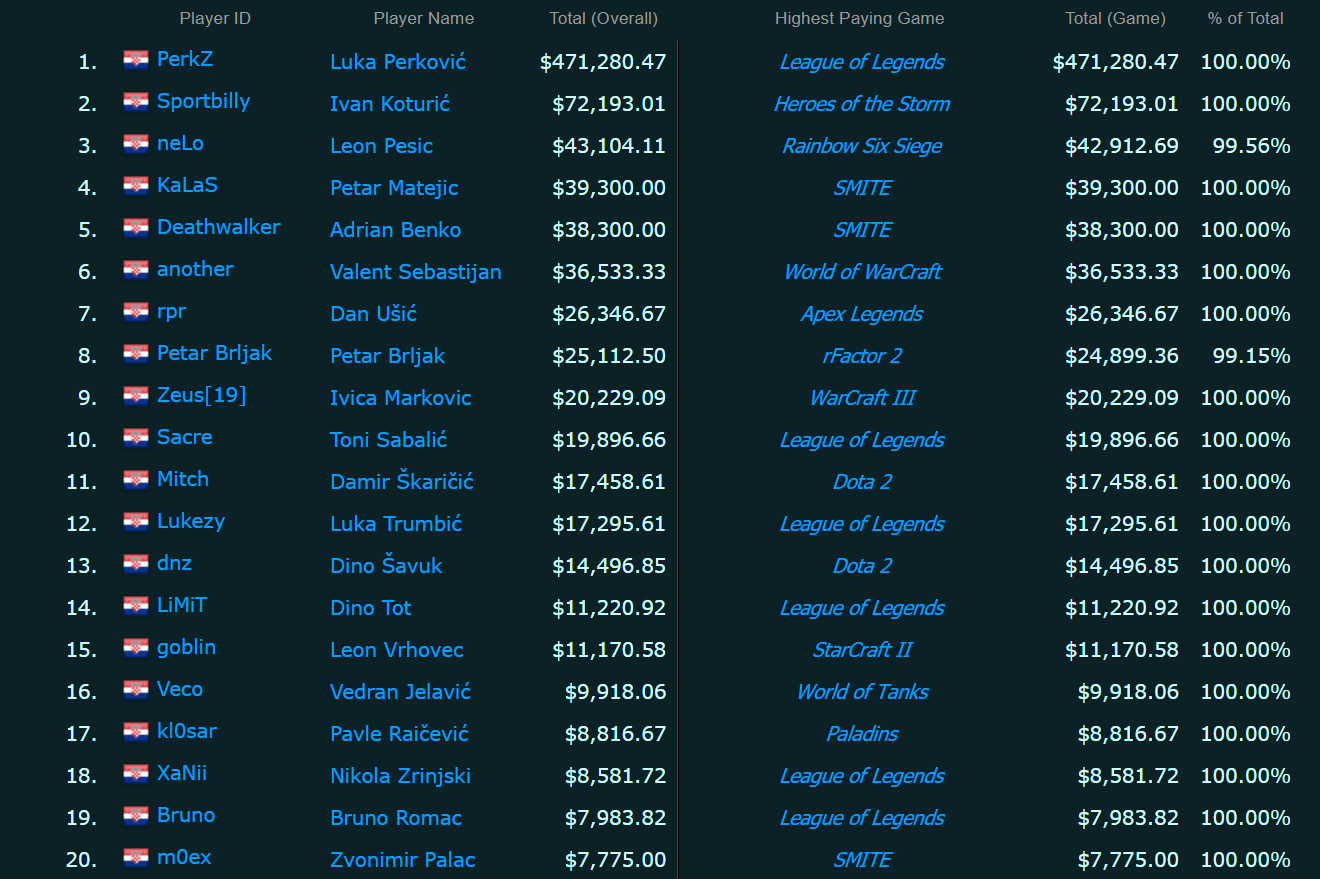 Player ID Player Name Total (Overall) Highest Paying Game Total (Game) % of Total
1. PerkZ Luka Perković $471,280.47 League of Legends $471,280.47 100.00%
2. Sportbilly Ivan Koturić $72,193.01 Heroes of the Storm $72,193.01 100.00%
3. neLo Leon Pesic $43,104.11 Rainbow Six Siege $42,912.69 99.56%
4. KaLaS Petar Matejic $39,300.00 SMITE $39,300.00 100.00%
5. Deathwalker Adrian Benko $38,300.00 SMITE $38,300.00 100.00%
6. another Valent Sebastijan $36,533.33 World of WarCraft $36,533.33 100.00%
7. rpr Dan Ušić $26,346.67 Apex Legends $26,346.67 100.00%
8. Petar Brljak Petar Brljak $25,112.50 rFactor 2 $24,899.36 99.15%
9. Zeus[19] Ivica Markovic $20,229.09 WarCraft III $20,229.09 100.00%
10. Sacre Toni Sabalić $19,896.66 League of Legends $19,896.66 100.00%
11. Mitch Damir Škaričić $17,458.61 Dota 2 $17,458.61 100.00%
12. Lukezy Luka Trumbić $17,295.61 League of Legends $17,295.61 100.00%
13. dnz Dino Šavuk $14,496.85 Dota 2 $14,496.85 100.00%
14. LiMiT Dino Tot $11,220.92 League of Legends $11,220.92 100.00%
15. goblin Leon Vrhovec $11,170.58 StarCraft II $11,170.58 100.00%
16. Veco Vedran Jelavić $9,918.06 World of Tanks $9,918.06 100.00%
17. kl0sar Pavle Raičević $8,816.67 Paladins $8,816.67 100.00%
18. XaNii Nikola Zrinjski $8,581.72 League of Legends $8,581.72 100.00%
19. Bruno Bruno Romac $7,983.82 League of Legends $7,983.82 100.00%
20. m0ex Zvonimir Palac $7,775.00 SMITE $7,775.00 100.00%